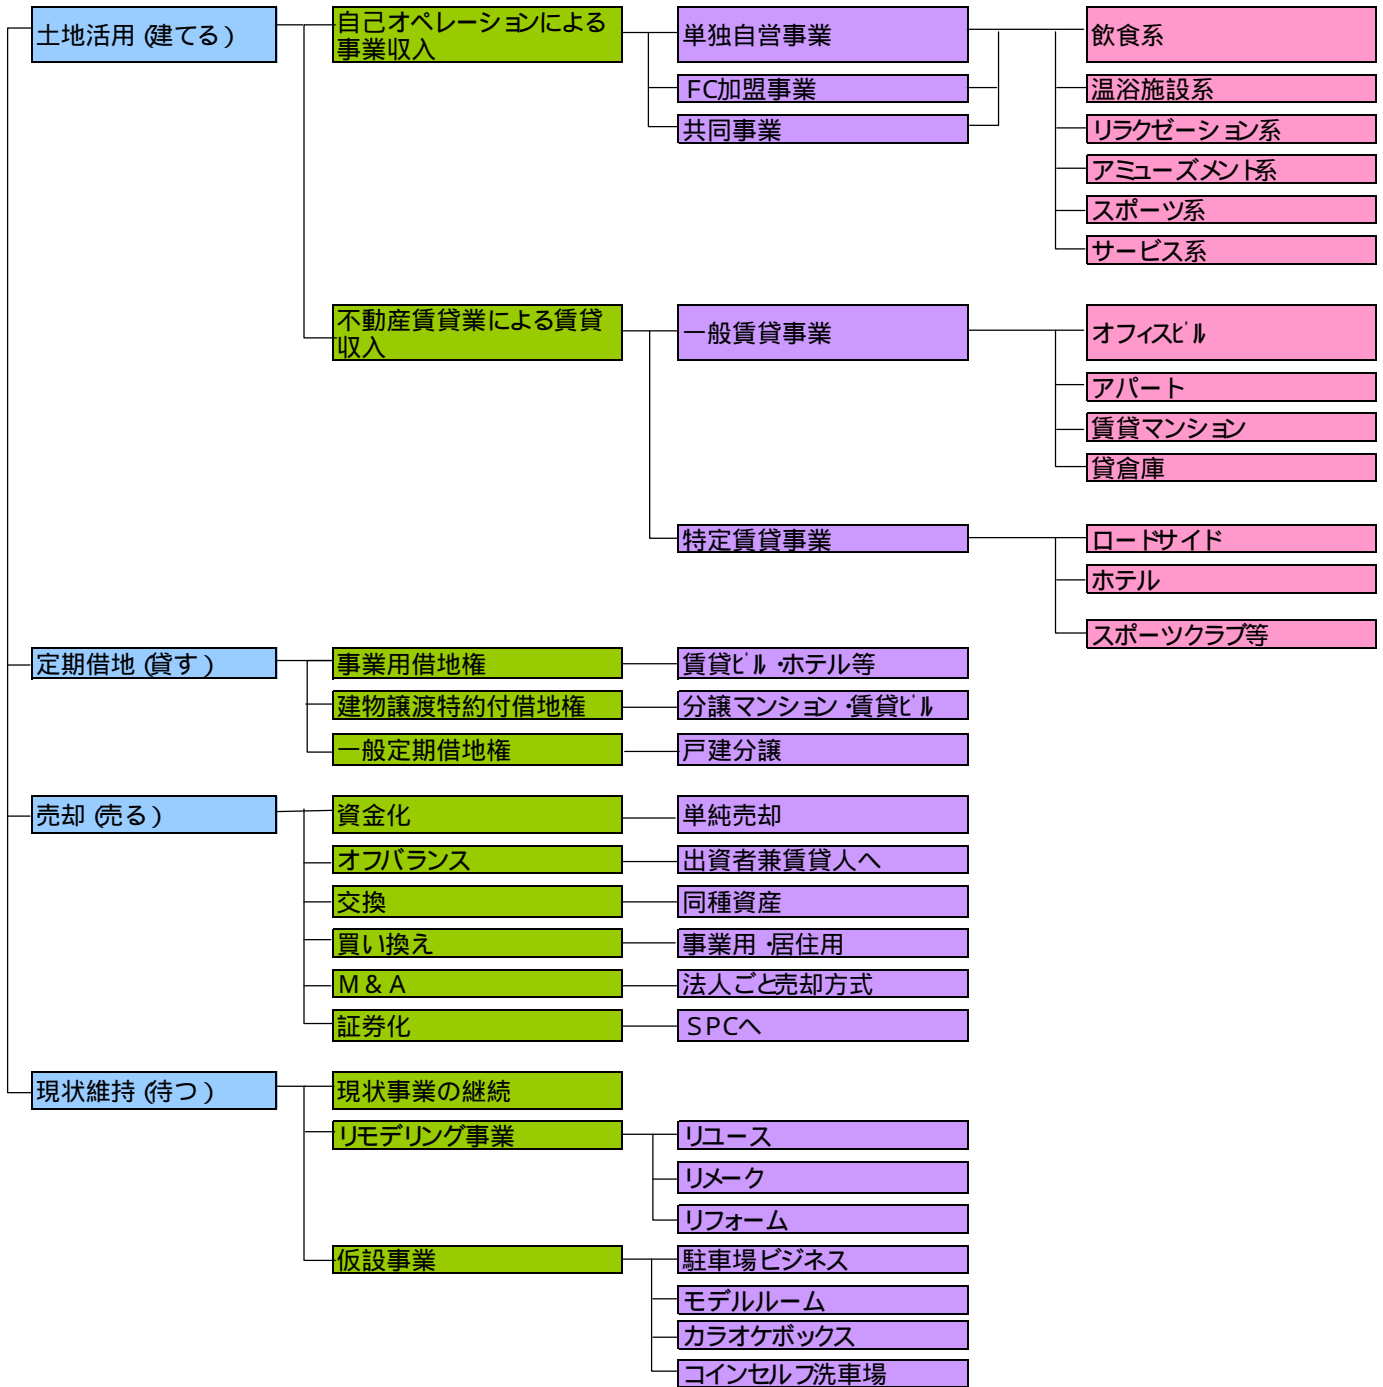 土地活用(建てる)
自己オペレーションによる
事業収入
単独自営事業
飲食系
FC加盟事業
温浴施設系
共同事業
リラクゼーション系
アミューズメント系
スポーツ系
サービス系
不動産賃貸業による賃貸
収入
一般賃貸事業
オフィスビル
アパート
賃貸マンション
貸倉庫
特定賃貸事業
ロードサイド
ホテル
スポーツクラブ等
定期借地(貸す)
事業用借地権
賃貸ビル・ホテル等
建物譲渡特約付借地権
分譲マンション・賃貸ビル
一般定期借地権
戸建分譲
売却(売る)
資金化
単純売却
オフバランス
出資者兼賃貸人へ
交換
同種資産
買い換え
事業用・居住用
M&A
法人ごと売却方式
証券化
SPCへ
現状維持(待つ)
現状事業の継続
リモデリング事業
リユース
リメーク
リフォーム
仮設事業
駐車場ビジネス
モデルルーム
カラオケボックス
コインセルフ洗車場